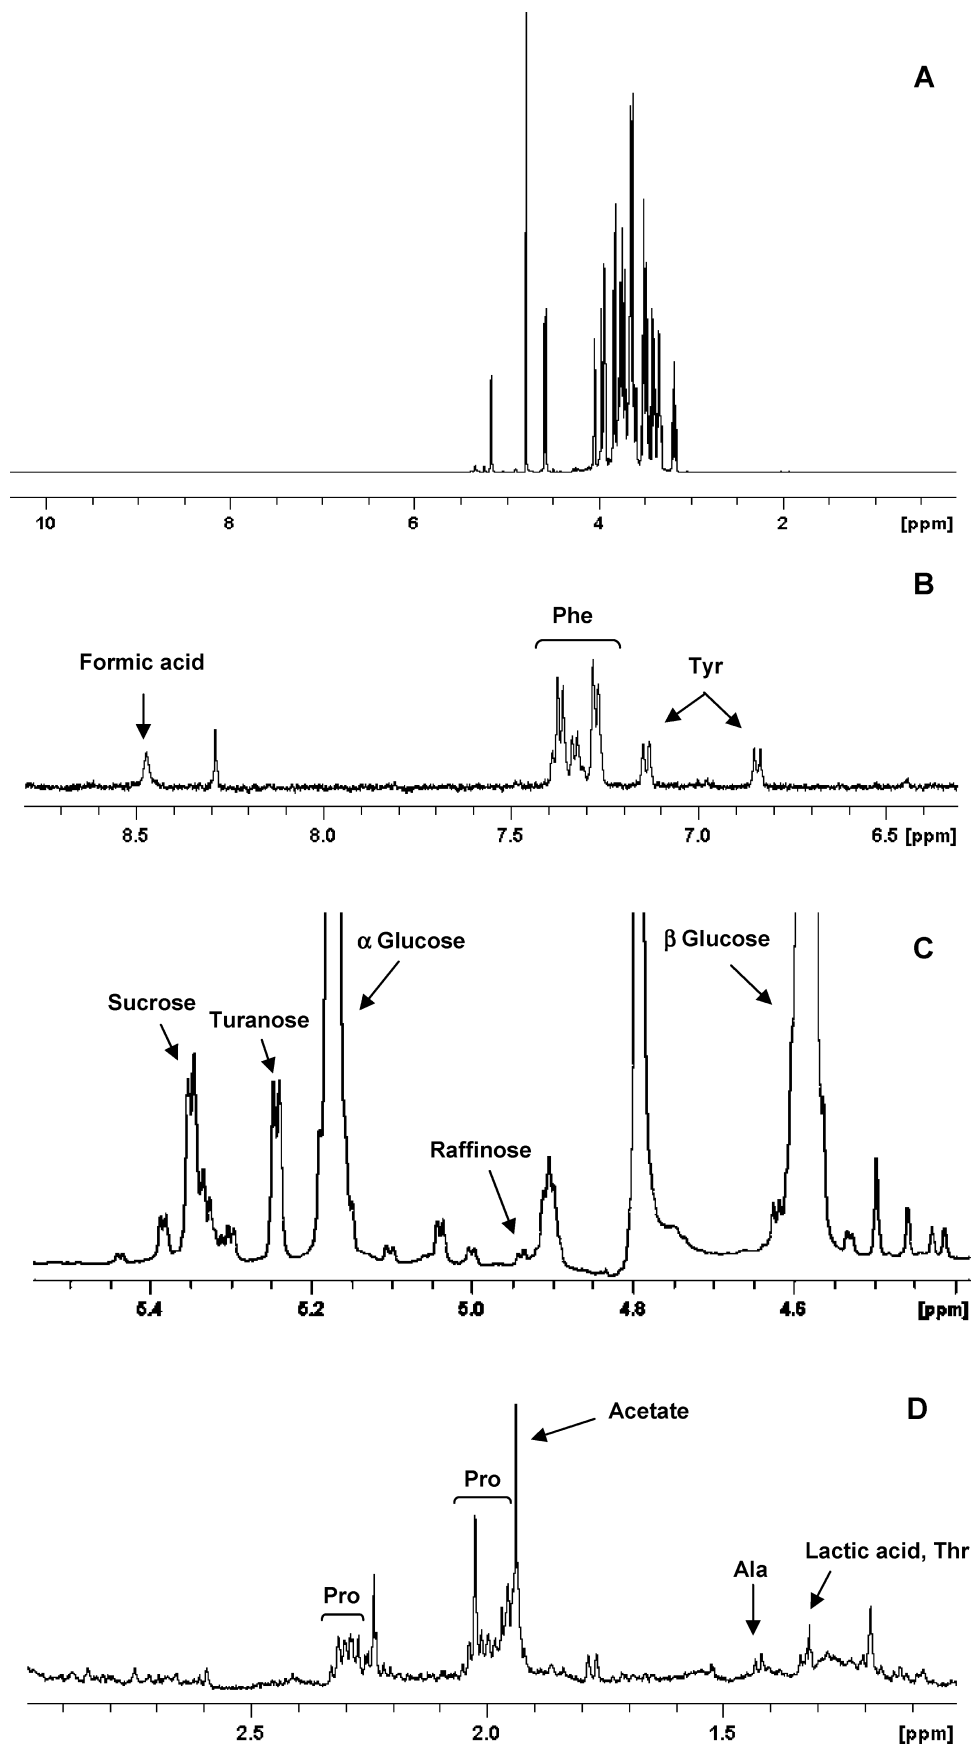 A
10 8 6 4 2 [ppm]
B
Phe
Formic acid
Tyr
8.5 8.0 7.5 7.0 6.5 [ppm]
C
α Glucose
β Glucose
Sucrose
Turanose
Raffinose
5.4 5.2 5.0 4.8 4.6 [ppm]
D
Acetate
Pro
Lactic acid, Thr
Ala
Pro
2.5 2.0 1.5 [ppm]